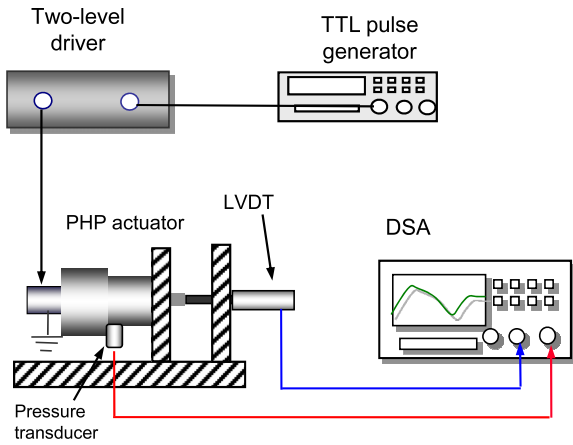 Two-level
driver
TTL pulse
generator
PHP actuator
LVDT
DSA
Pressure
transducer